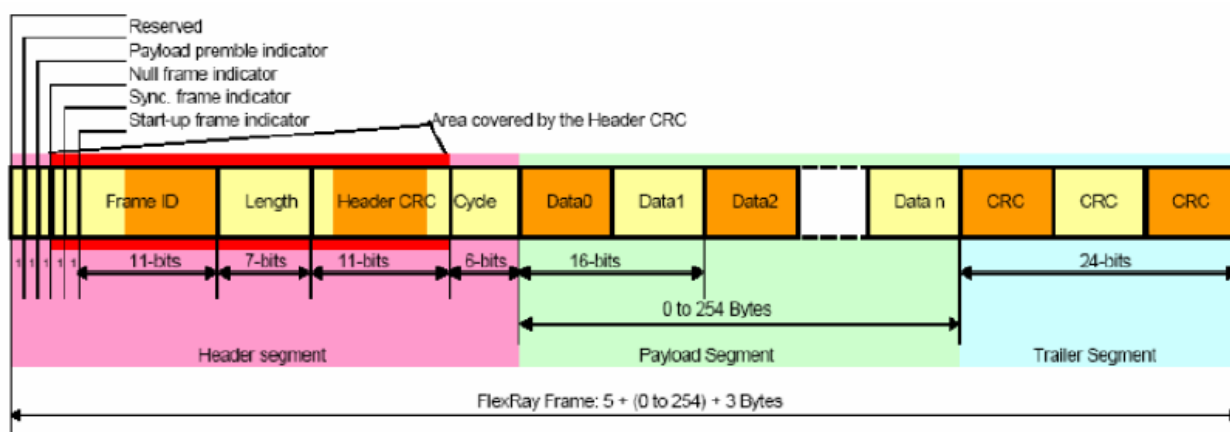 Reserved
Payload premble indicator
Null frame indicator
Sync. frame indicator
Start-up frame indicator
Area covered by the Header CRC
Frame ID
Length
Header CRC
Cycle
Data0
Data1
Data2
Data n
CRC
CRC
CRC
1
1
1
1
1
11-bits
7-bits
11-bits
6-bits
16-bits
24-bits
0 to 254 Bytes
Header segment
Payload Segment
Trailer Segment
FlexRay Frame: 5 + (0 to 254) + 3 Bytes